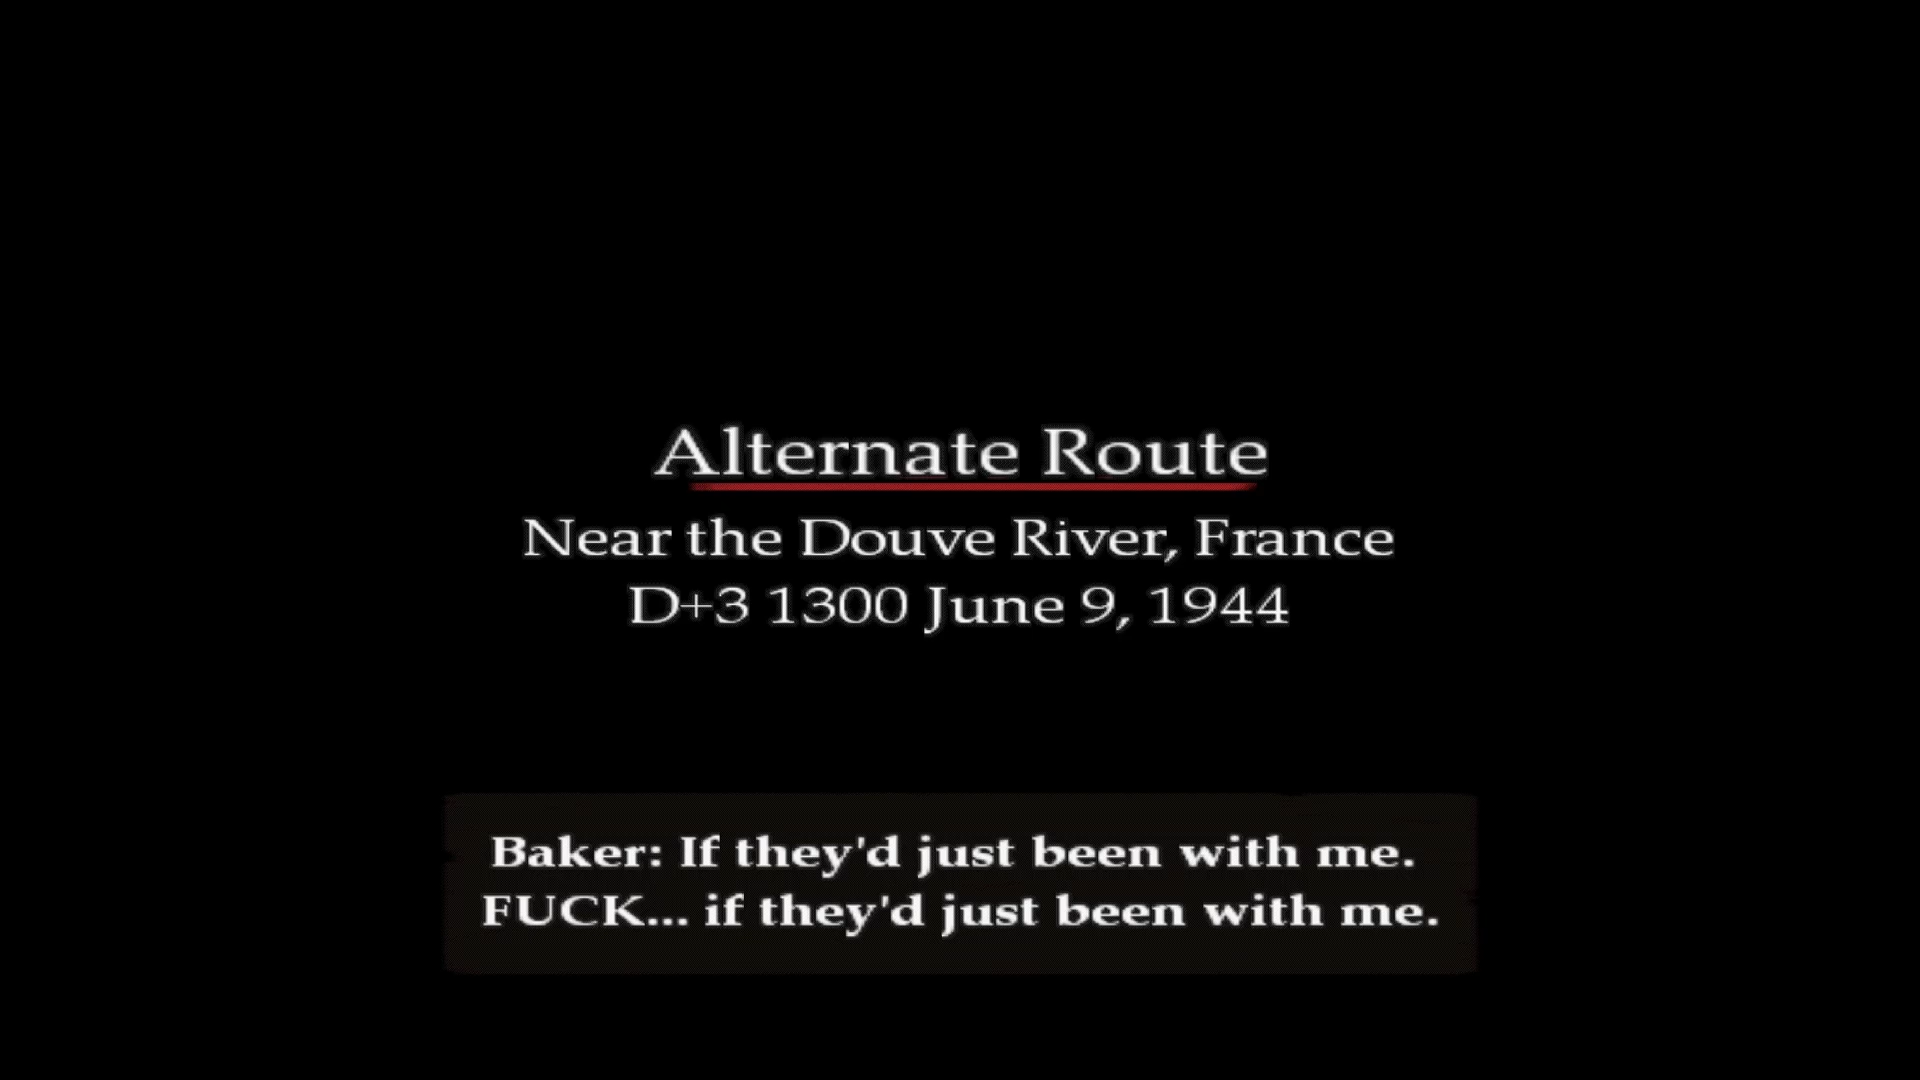 Alternate Route
Near the Douve River, France
D+3 1300 June 9, 1944
Baker: If they'd just been with me.
FUCK... if they'd just been with me.